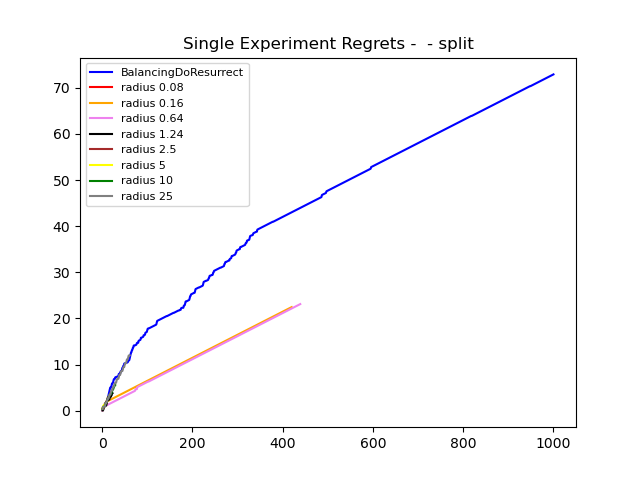 Single Experiment Regrets -  - split
BalancingDoResurrect
radius 0.08
radius 0.16
radius 0.64
radius 1.24
radius 2.5
radius 5
radius 10
radius 25
70
60
50
40
30
20
10
0
0 200 400 600 800 1000